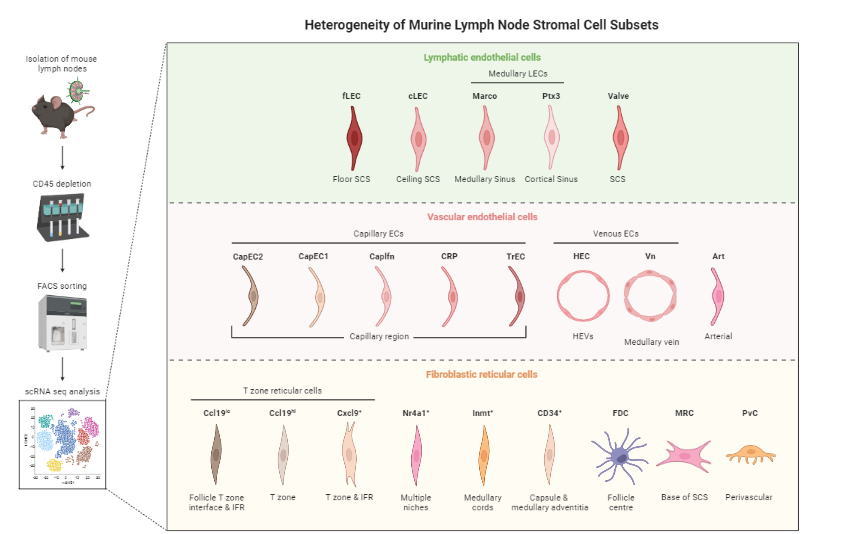 Heterogeneity of Murine Lymph Node Stromal Cell Subsets
Isolation of mouse
lymph nodes
CD45 depletion
FACS sorting
scRNA seq analysis
Lymphatic endothelial cells
Medullary LECs
fLEC cLEC Marco Ptx3 Valve
Floor SCS Ceiling SCS Medullary Sinus Cortical Sinus SCS
Vascular endothelial cells
Capillary ECs Venous ECs
CapEC2 CapEC1 CapIfn CRP TrEC HEC Vn Art
Capillary region HEVs Medullary vein Arterial
Fibroblastic reticular cells
T zone reticular cells
Ccl19ˡᵒ Ccl19ʰⁱ Cxcl9⁺ Nr4a1⁺ Inmt⁺ CD34⁺ FDC MRC PvC
Follicle T zone
interface & IFR
T zone
T zone & IFR
Multiple
niches
Medullary
cords
Capsule &
medullary adventitia
Follicle
centre
Base of SCS
Perivascular